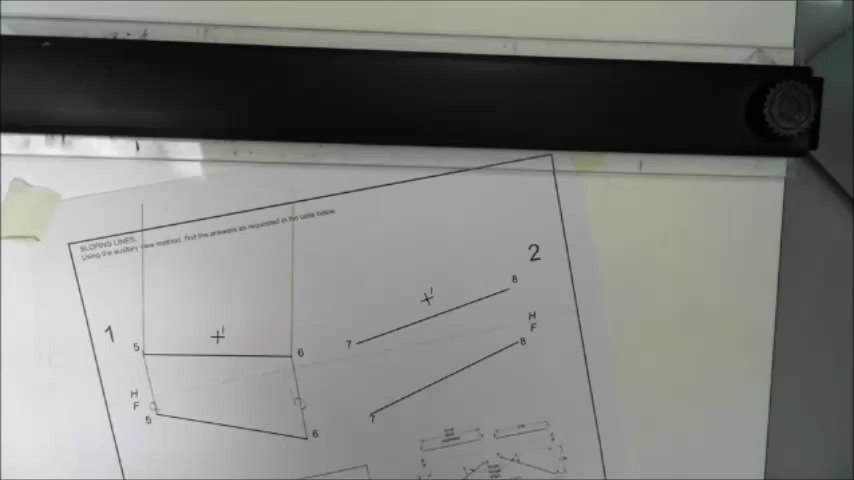 SLOPING LINES:
Using the auxiliary view method, find the answers as requested in the table below.
2
8
1
5
6
7
H
F
8
H
F
5
6
7